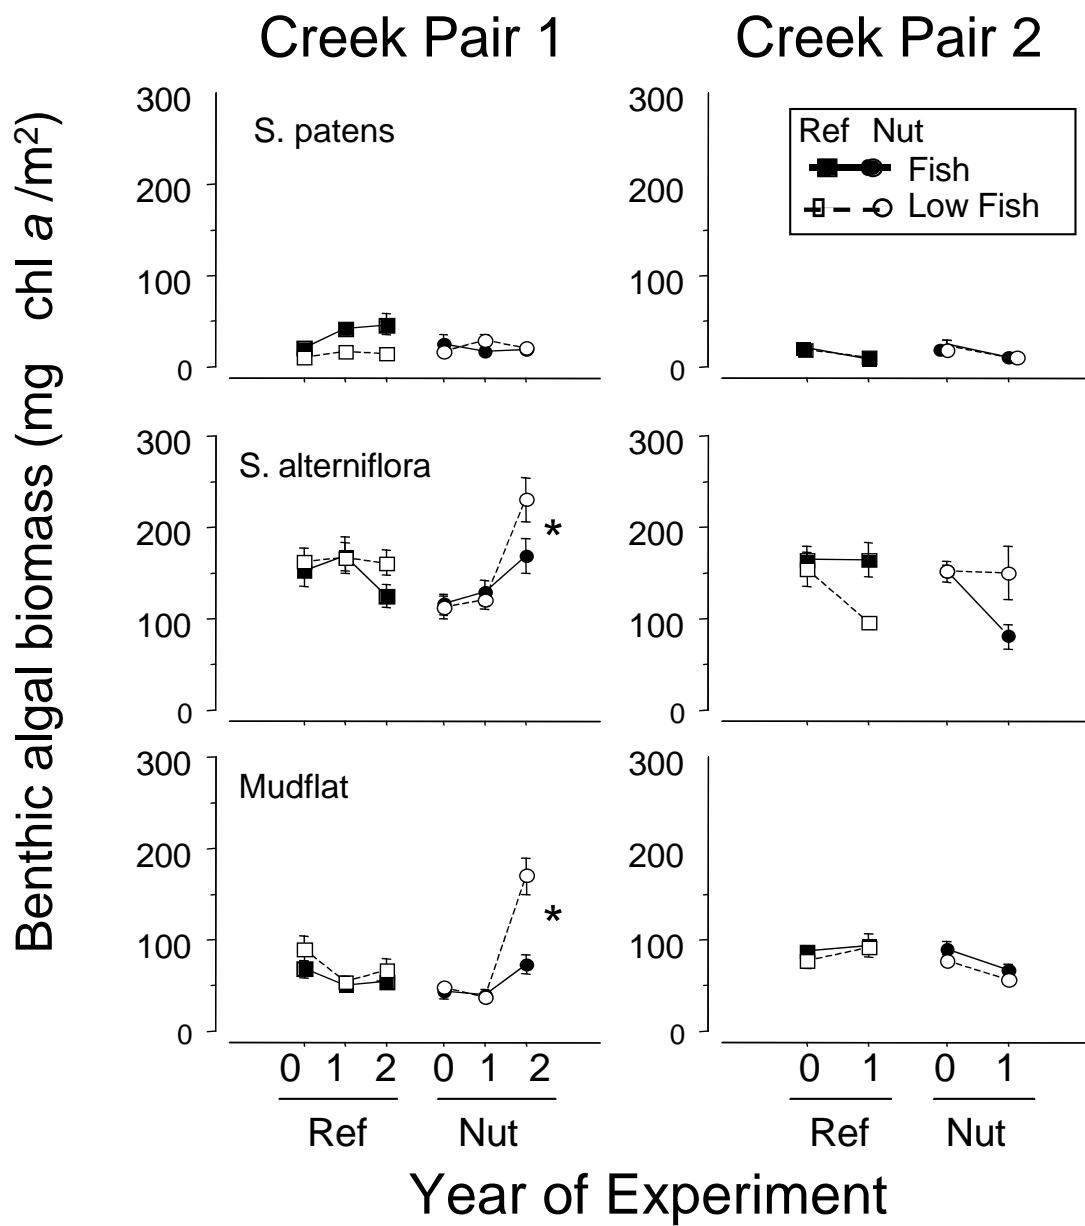 Creek Pair 1 Creek Pair 2
Benthic algal biomass (mg chl a /m²)
300 300
S. patens
Ref Nut
Fish
Low Fish
200 200
100 100
0 0
300 300
S. alterniflora
200 200
*
100 100
0 0
300 300
Mudflat
200 200
*
100 100
0 0
0 1 2 0 1 2 0 1 0 1
Ref Nut Ref Nut
Year of Experiment